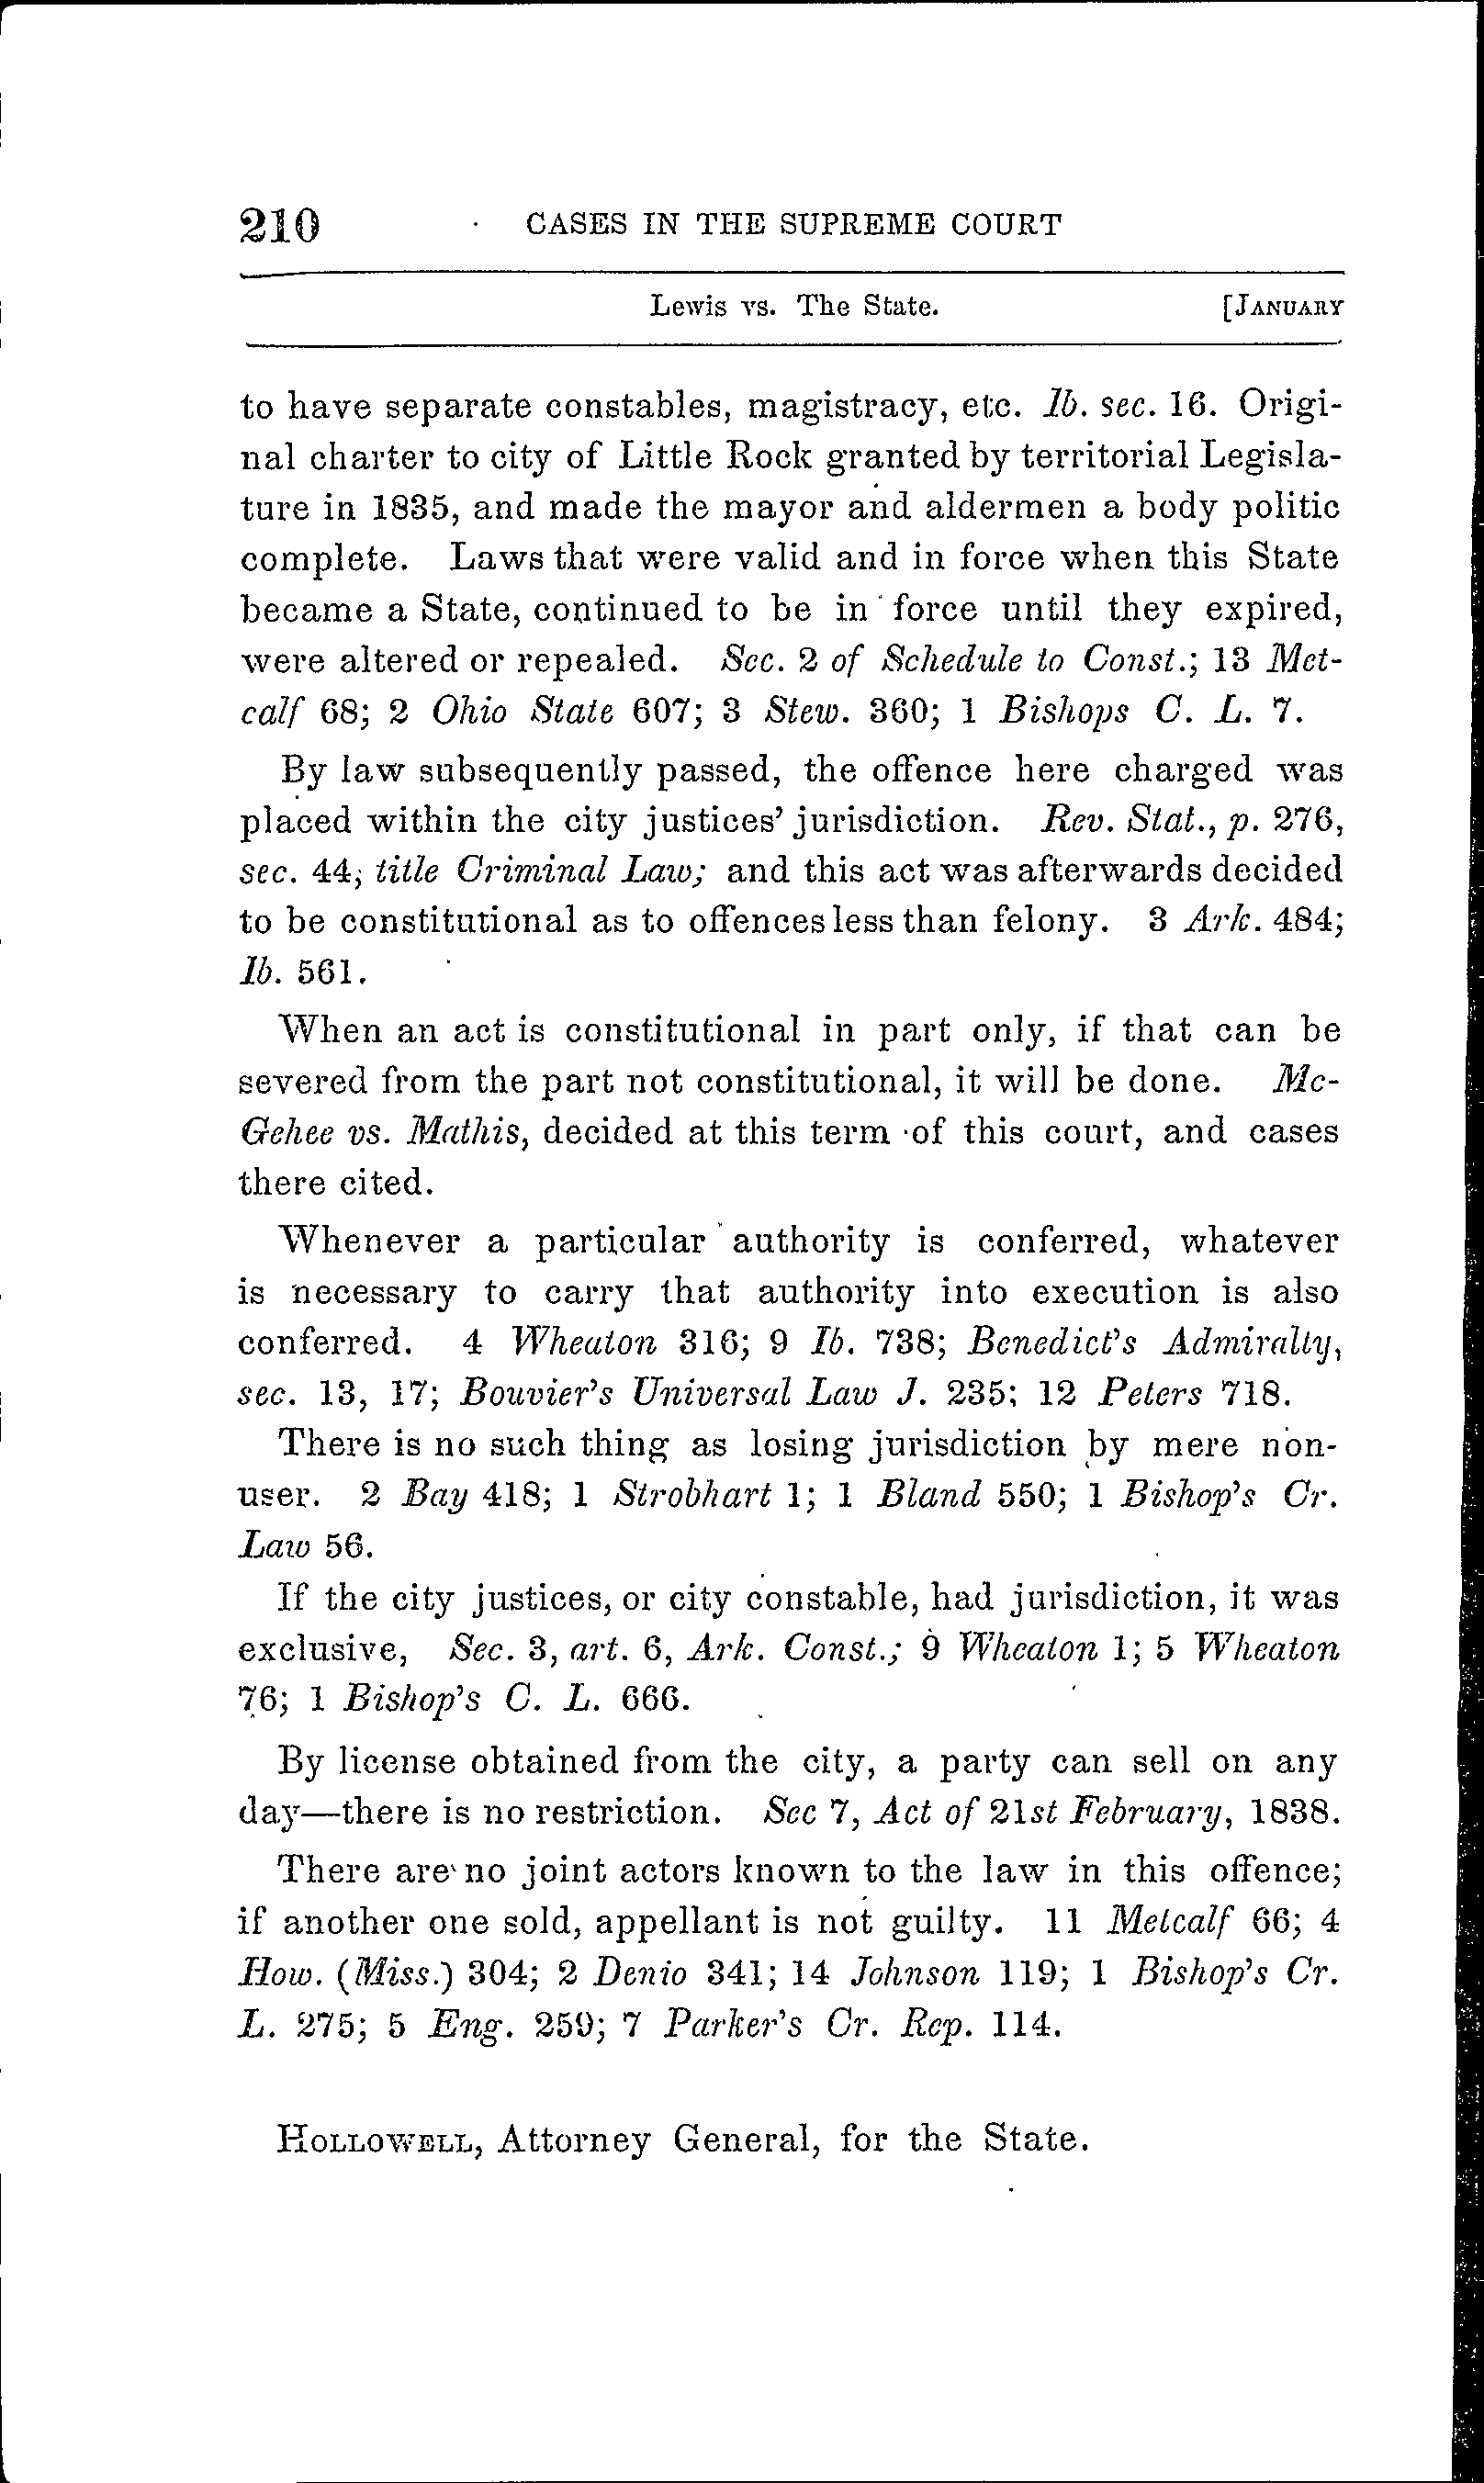 210 CASES IN THE SUPREME COURT
Lewis vs. The State. [JANUARY
to have separate constables, magistracy, etc. Ib. sec. 16. Origi-
nal charter to city of Little Rock granted by territorial Legisla-
ture in 1835, and made the mayor and aldermen a body politic
complete. Laws that were valid and in force when this State
became a State, continued to be in force until they expired,
were altered or repealed. Sec. 2 of Schedule to Const.; 13 Met-
calf 68; 2 Ohio State 607; 3 Stew. 360; 1 Bishops C. L. 7.
By law subsequently passed, the offence here charged was
placed within the city justices' jurisdiction. Rev. Stat., p. 276,
sec. 44, title Criminal Law; and this act was afterwards decided
to be constitutional as to offences less than felony. 3 Ark. 484;
Ib. 561.
When an act is constitutional in part only, if that can be
severed from the part not constitutional, it will be done. Mc-
Gehee vs. Mathis, decided at this term of this court, and cases
there cited.
Whenever a particular authority is conferred, whatever
is necessary to carry that authority into execution is also
conferred. 4 Wheaton 316; 9 Ib. 738; Benedict's Admiralty,
sec. 13, 17; Bouvier's Universal Law J. 235; 12 Peters 718.
There is no such thing as losing jurisdiction by mere non-
user. 2 Bay 418; 1 Strobhart 1; 1 Bland 550; 1 Bishop's Cr.
Law 56.
If the city justices, or city constable, had jurisdiction, it was
exclusive, Sec. 3, art. 6, Ark. Const.; 9 Wheaton 1; 5 Wheaton
76; 1 Bishop's C. L. 666.
By license obtained from the city, a party can sell on any
day—there is no restriction. Sec 7, Act of 21st February, 1838.
There are no joint actors known to the law in this offence;
if another one sold, appellant is not guilty. 11 Metcalf 66; 4
How. (Miss.) 304; 2 Denio 341; 14 Johnson 119; 1 Bishop's Cr.
L. 275; 5 Eng. 259; 7 Parker's Cr. Rep. 114.
HOLLOWELL, Attorney General, for the State.